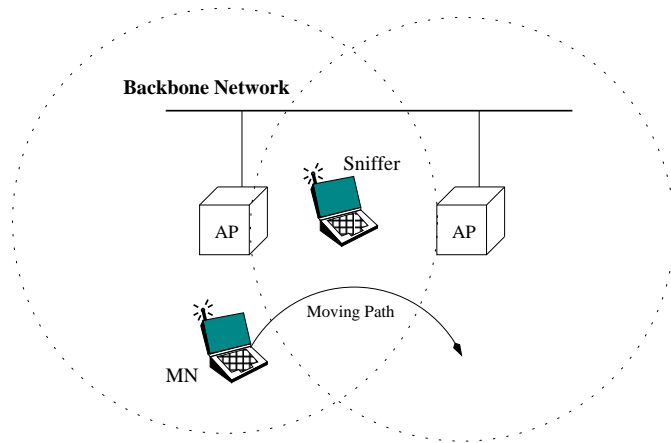 Backbone Network
Sniffer
AP
AP
Moving Path
MN